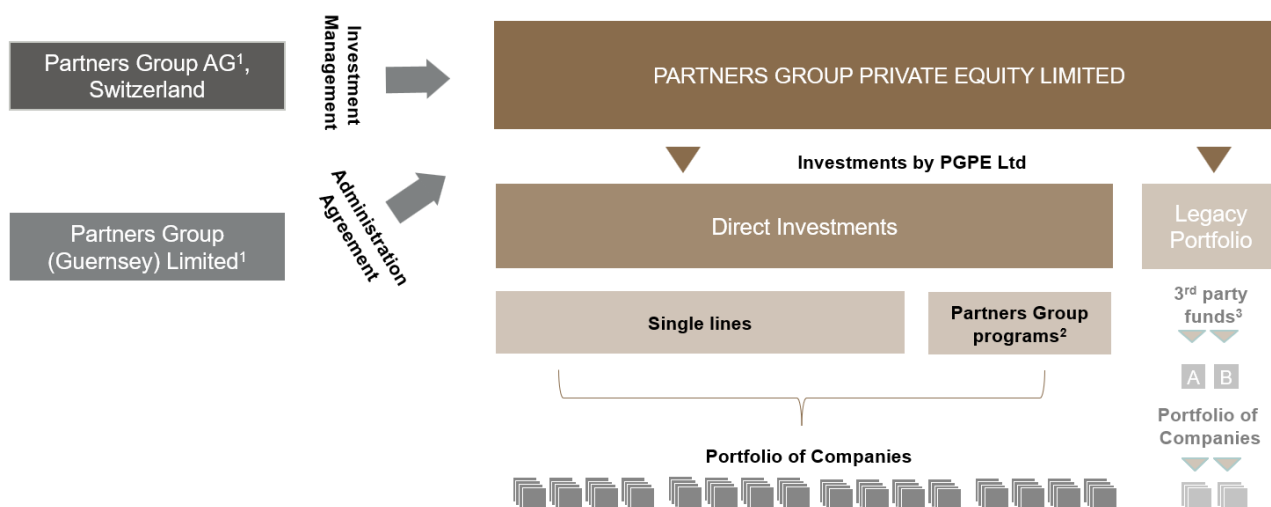 Partners Group AG¹,
Switzerland
Investment
Management
PARTNERS GROUP PRIVATE EQUITY LIMITED
Investments by PGPE Ltd
Partners Group
(Guernsey) Limited¹
Administration
Agreement
Direct Investments
Legacy
Portfolio
Single lines
Partners Group
programs²
3rd party
funds³
A B
Portfolio of
Companies
Portfolio of Companies